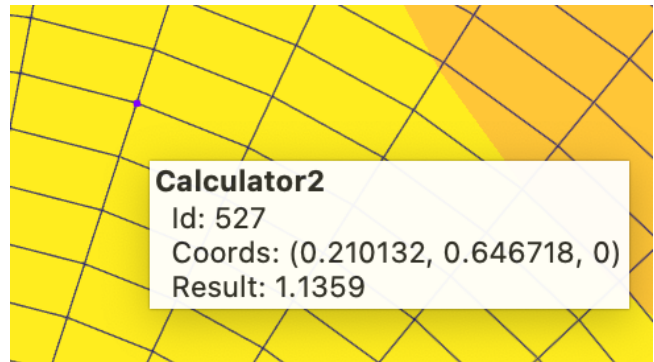 Calculator2
Id: 527
Coords: (0.210132, 0.646718, 0)
Result: 1.1359